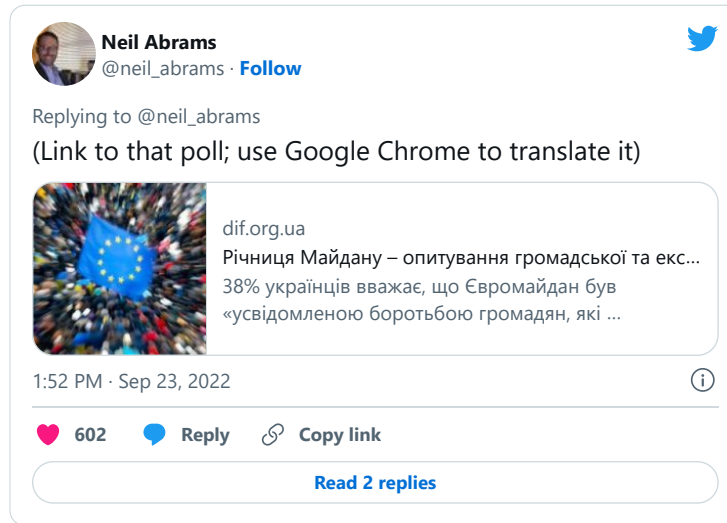 Neil Abrams
@neil_abrams · Follow
Replying to @neil_abrams
(Link to that poll; use Google Chrome to translate it)
dif.org.ua
Річниця Майдану – опитування громадської та екс...
38% українців вважає, що Євромайдан був
«усвідомленою боротьбою громадян, які ...
1:52 PM · Sep 23, 2022
602 Reply Copy link
Read 2 replies